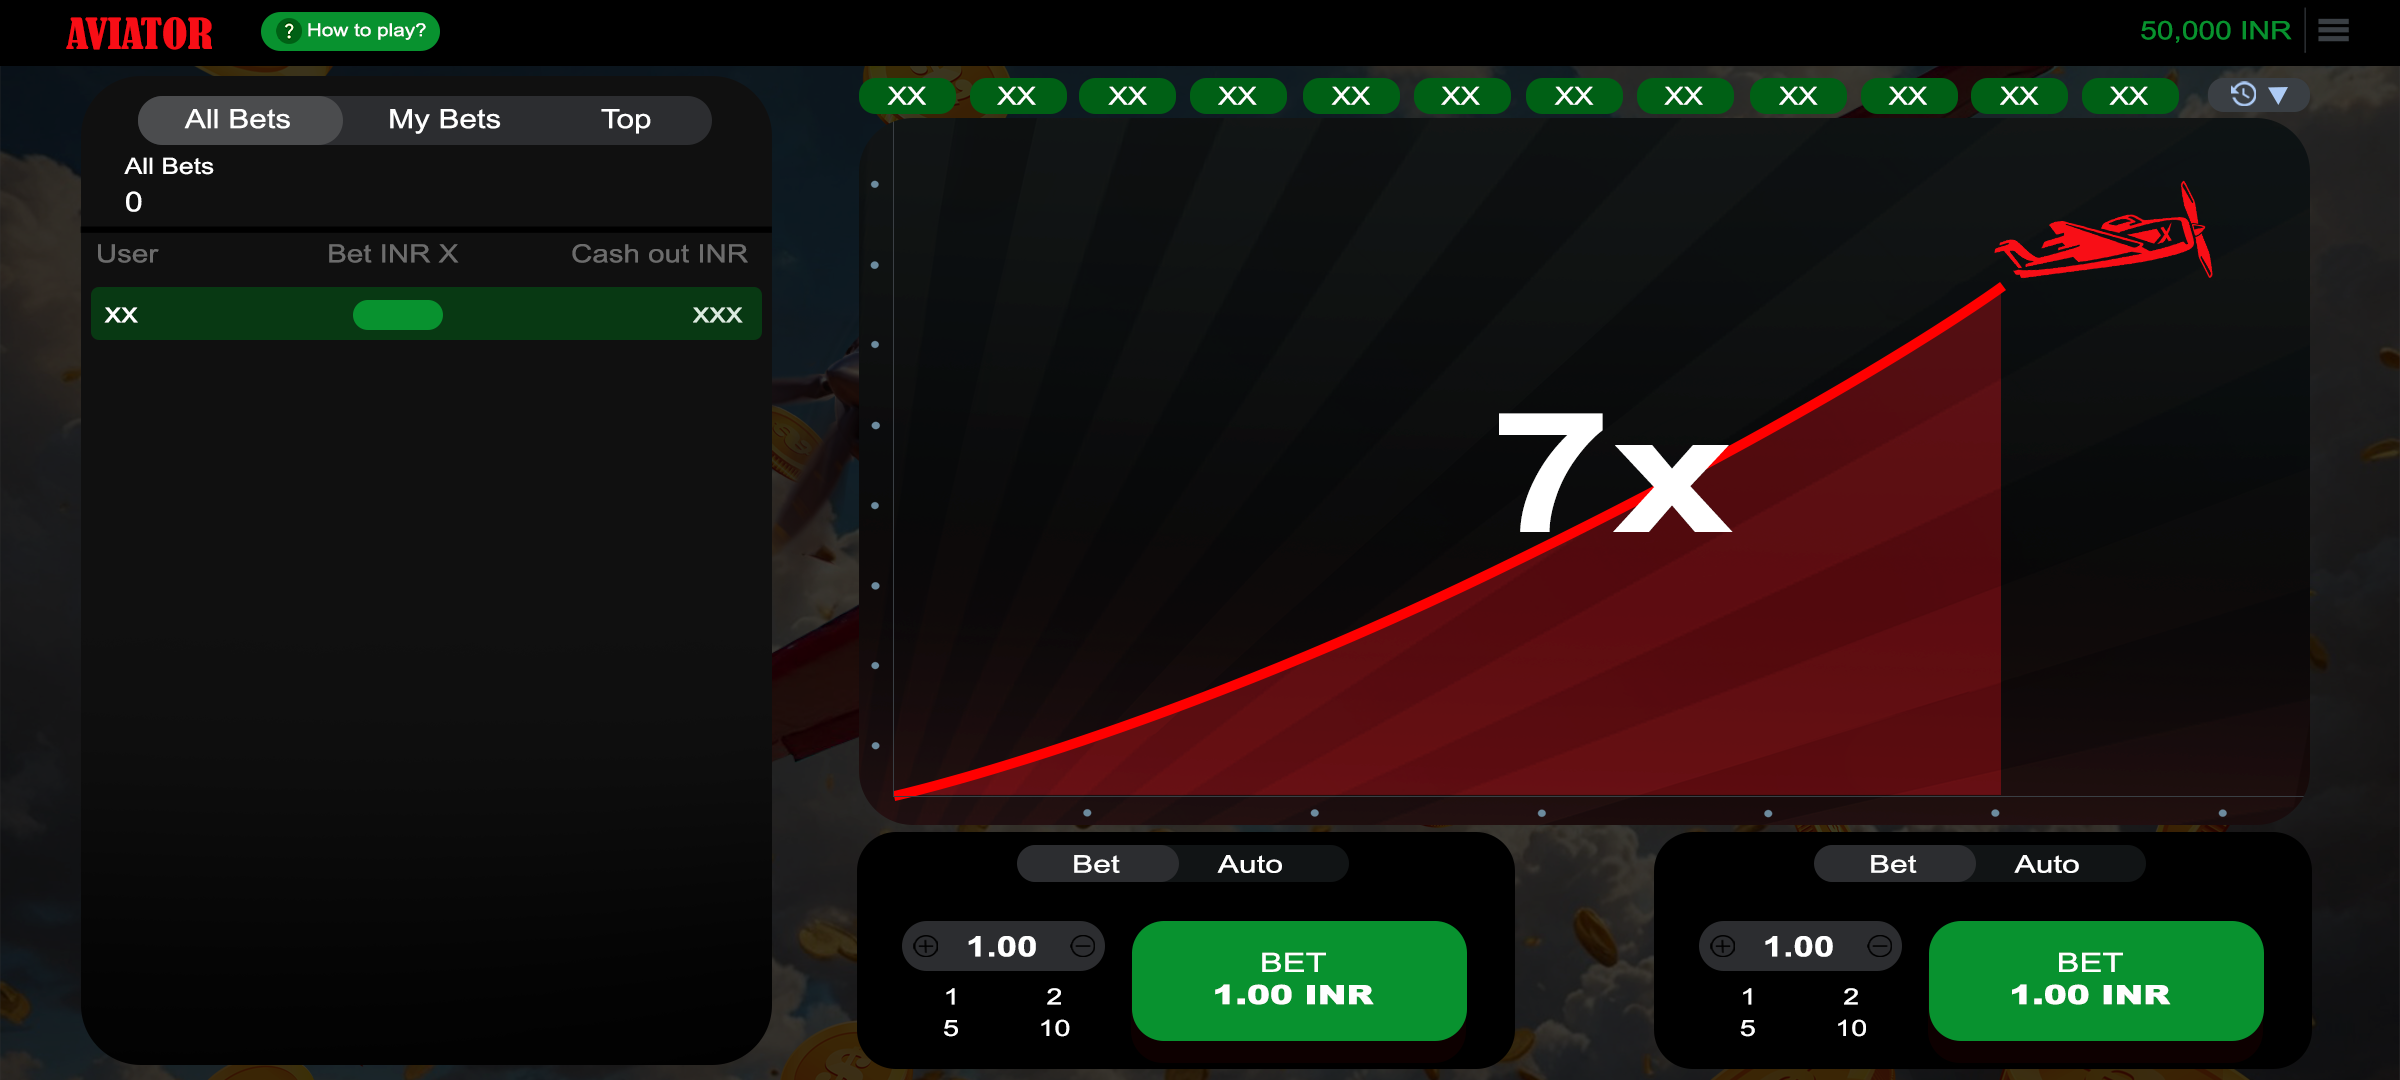 AVIATOR
? How to play?
50,000 INR
All Bets My Bets Top
All Bets
0
User Bet INR X Cash out INR
XX XXX
XX XX XX XX XX XX XX XX XX XX XX XX
X
7x
Bet Auto
1.00
1 2
5 10
BET
1.00 INR
Bet Auto
1.00
1 2
5 10
BET
1.00 INR